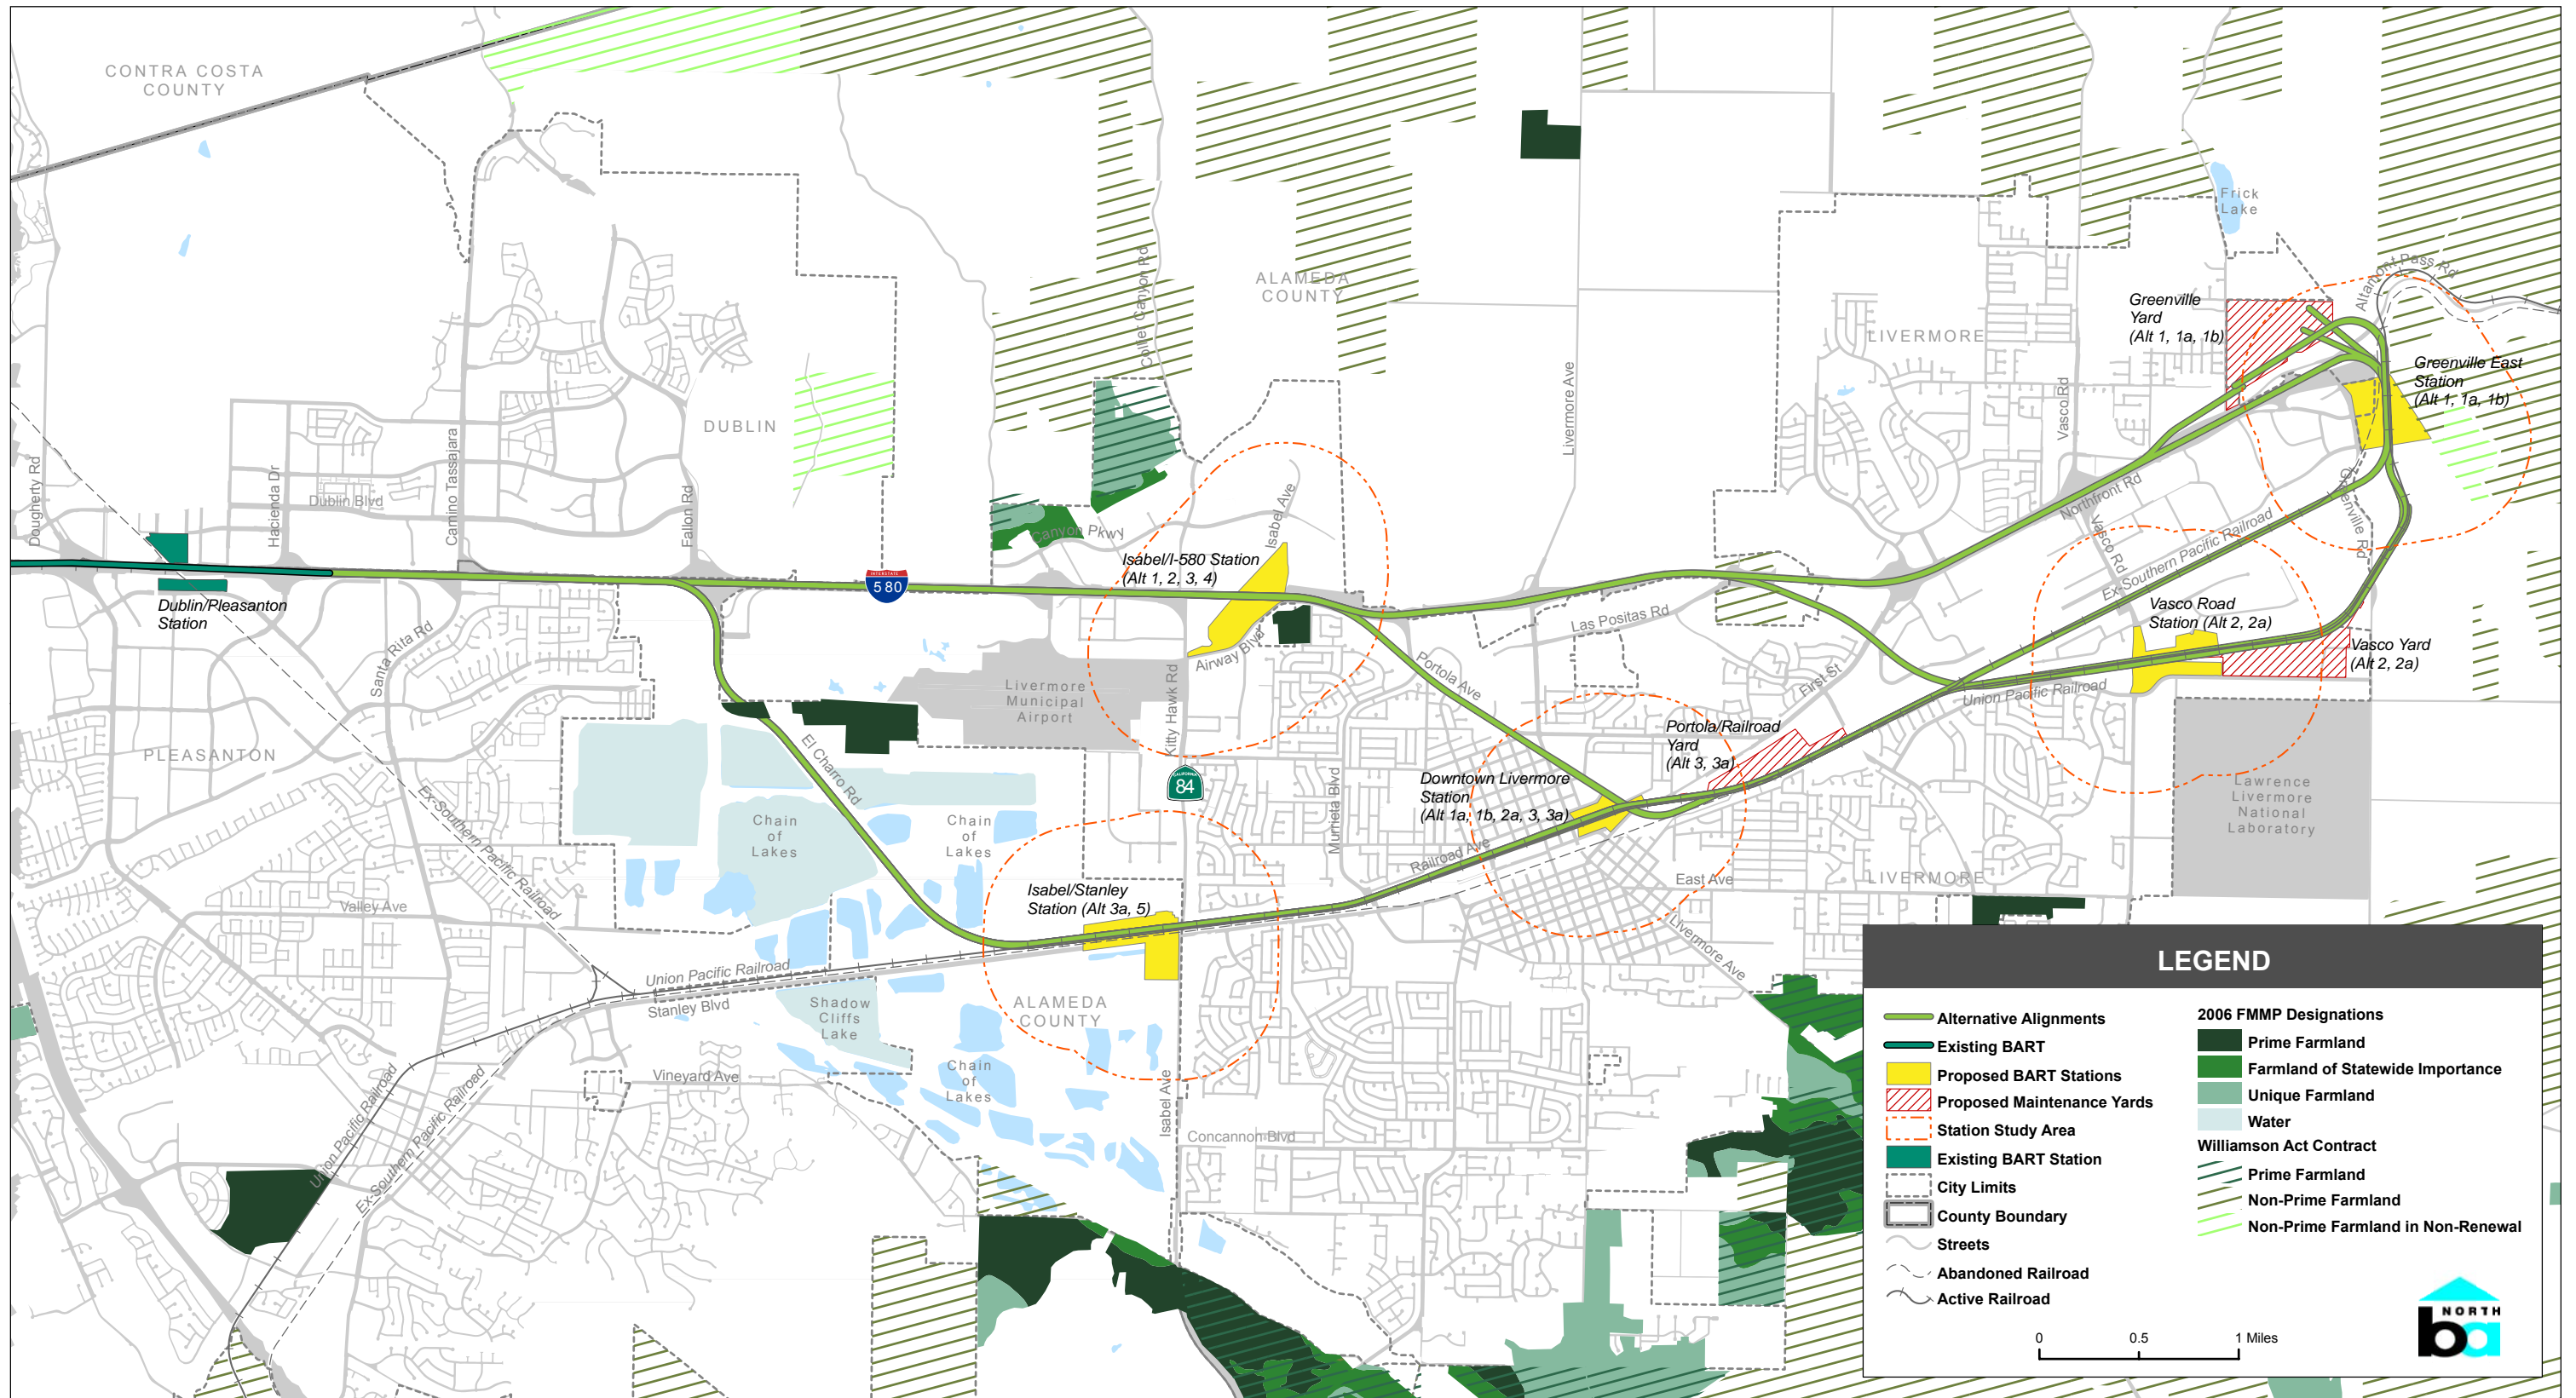 CONTRA COSTA
COUNTY
Frick
Lake
Collier Canyon Rd
ALAMEDA
COUNTY
Altamont Pass Rd
Greenville
Yard
(Alt 1, 1a, 1b)
LIVERMORE
Greenville East
Station
(Alt 1, 1a, 1b)
Livermore Ave
Vasco Rd
DUBLIN
Dougherty Rd
Hacienda Dr
Dublin Blvd
Camino Tassajara
Fallon Rd
Canyon Pkwy
Isabel Ave
Northfront Rd
Vasco Rd
Greenville Rd
Ex-Southern Pacific Railroad
Isabel/I-580 Station
(Alt 1, 2, 3, 4)
INTERSTATE
580
Dublin/Pleasanton
Station
Las Positas Rd
Vasco Road
Station (Alt 2, 2a)
Vasco Yard
(Alt 2, 2a)
Santa Rita Rd
Airway Blvd
Portola Ave
First St
Union Pacific Railroad
Livermore
Municipal
Airport
Kitty Hawk Rd
PLEASANTON
El Charro Rd
Portola/Railroad
Yard
(Alt 3, 3a)
CALIFORNIA
84
Downtown Livermore
Station
(Alt 1a, 1b, 2a, 3, 3a)
Murrieta Blvd
Lawrence
Livermore
National
Laboratory
Ex-Southern Pacific Railroad
Chain
of
Lakes
Chain
of
Lakes
Railroad Ave
East Ave
LIVERMORE
Isabel/Stanley
Station (Alt 3a, 5)
Valley Ave
Livermore Ave
Union Pacific Railroad
Stanley Blvd
Shadow
Cliffs
Lake
ALAMEDA
COUNTY
Vineyard Ave
Chain
of
Lakes
Isabel Ave
Concannon Blvd
Union Pacific Railroad
Ex-Southern Pacific Railroad
LEGEND
Alternative Alignments
Existing BART
Proposed BART Stations
Proposed Maintenance Yards
Station Study Area
Existing BART Station
City Limits
County Boundary
Streets
Abandoned Railroad
Active Railroad
2006 FMMP Designations
Prime Farmland
Farmland of Statewide Importance
Unique Farmland
Water
Williamson Act Contract
Prime Farmland
Non-Prime Farmland
Non-Prime Farmland in Non-Renewal
0 0.5 1 Miles
NORTH
ba